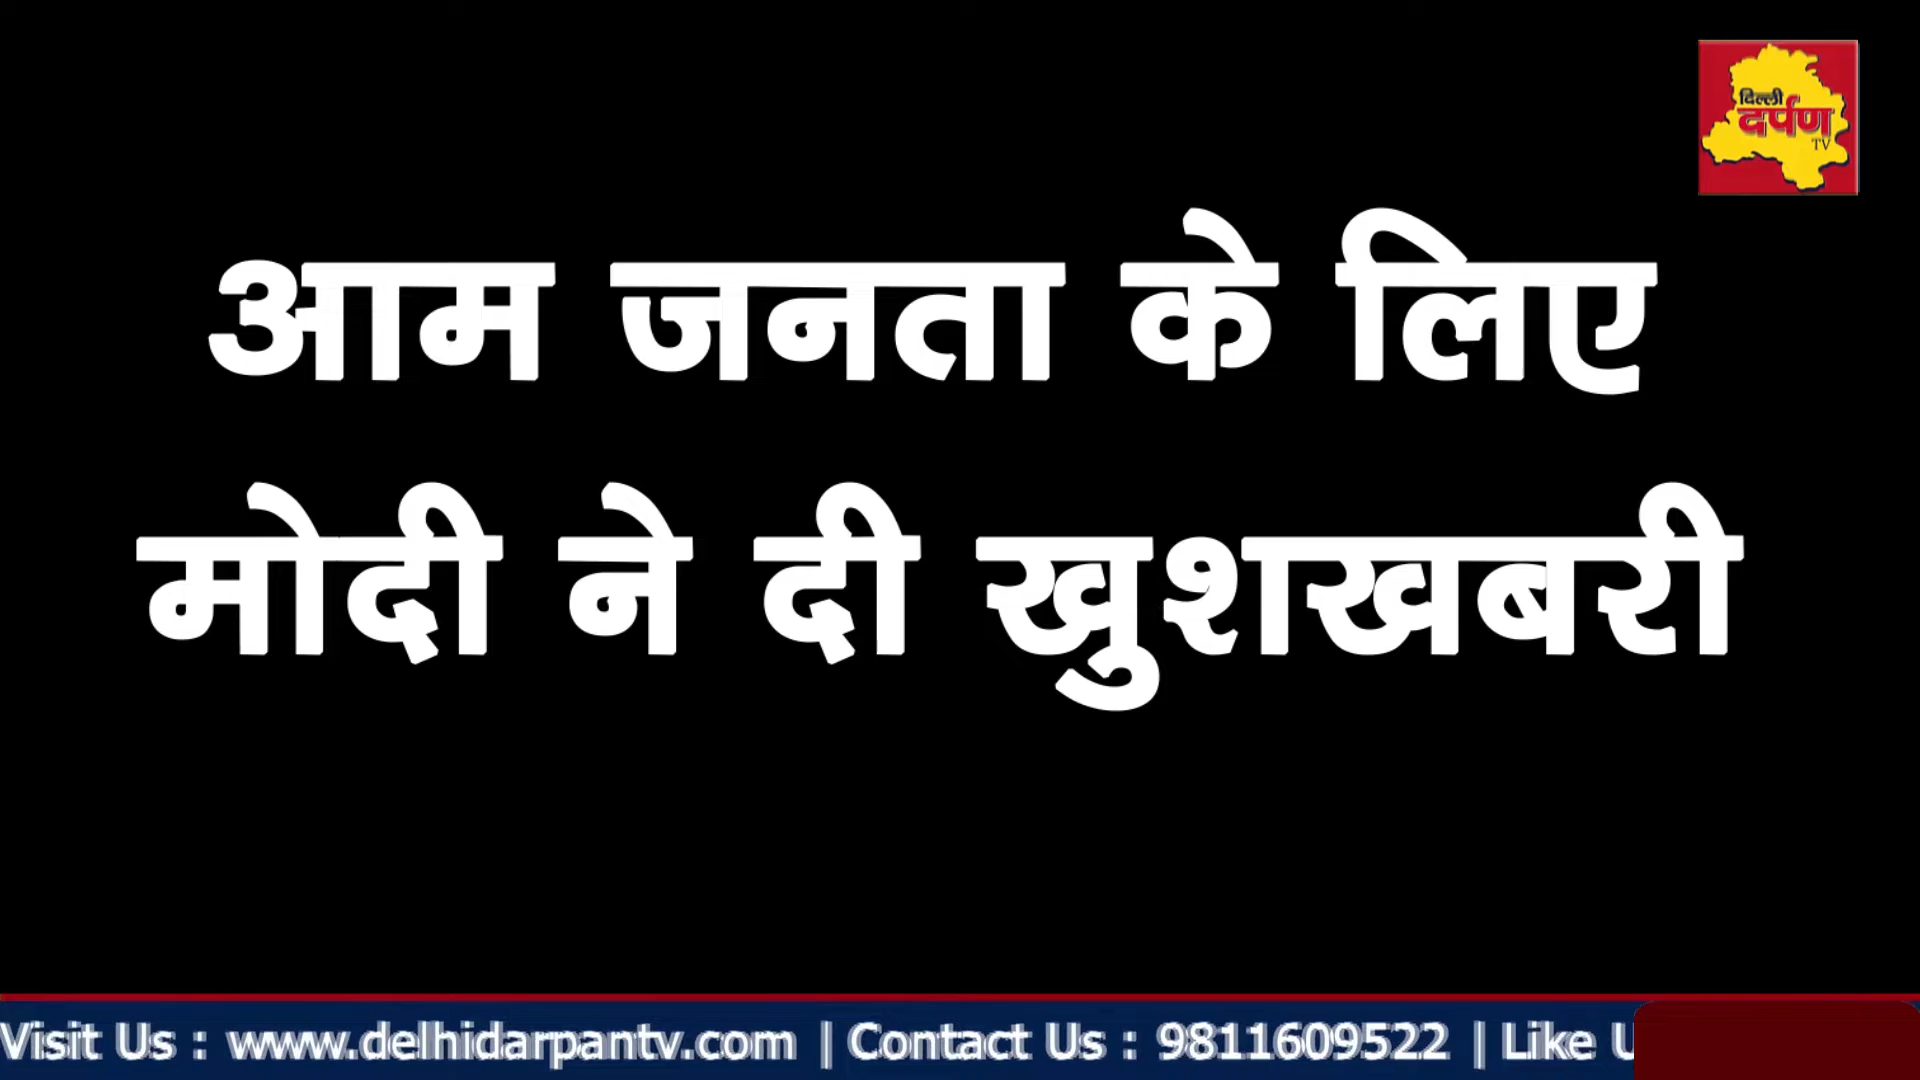 दिल्ली
दर्पण
TV
आम जनता के लिए
मोदी ने दी खुशखबरी
Visit Us : www.delhidarpantv.com | Contact Us : 9811609522 | Like U